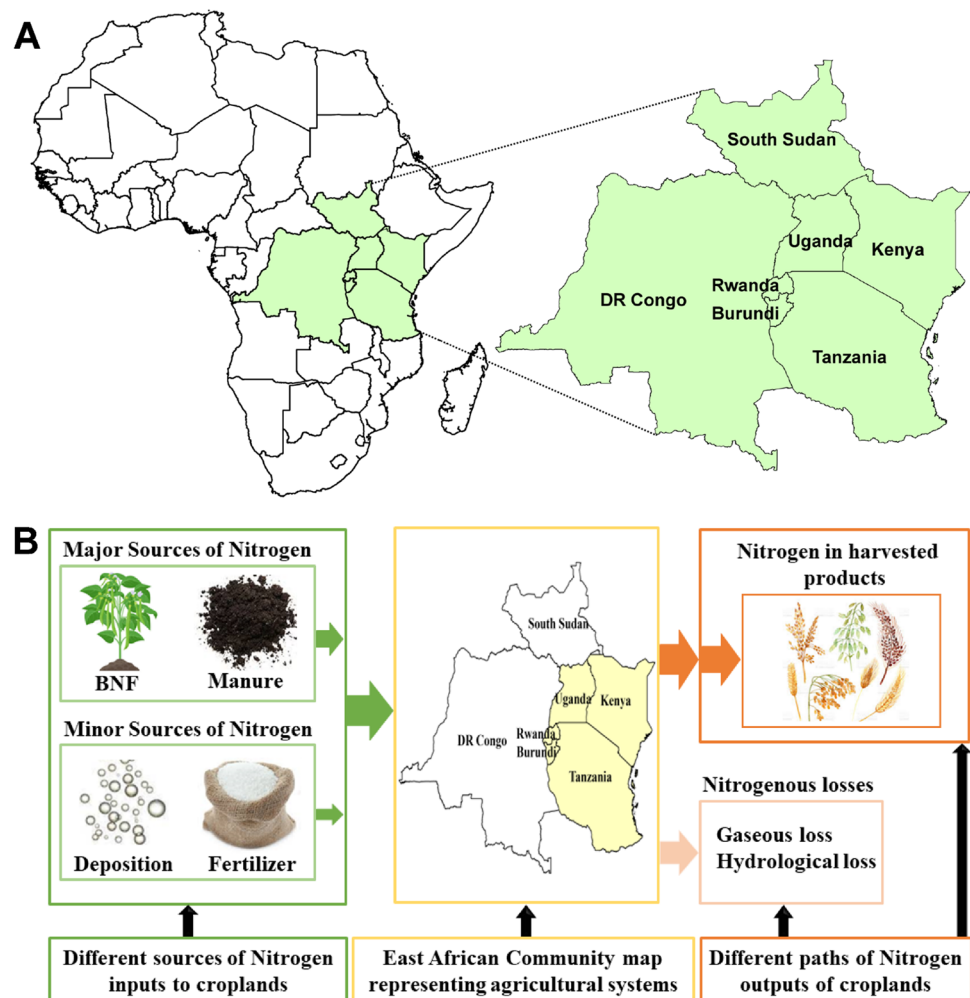 A
South Sudan
Uganda
Kenya
Rwanda
DR Congo
Burundi
Tanzania
B
Major Sources of Nitrogen
BNF
Manure
Minor Sources of Nitrogen
Deposition
Fertilizer
South Sudan
Uganda
Kenya
Rwanda
DR Congo
Burundi
Tanzania
Nitrogen in harvested
products
Nitrogenous losses
Gaseous loss
Hydrological loss
Different sources of Nitrogen
inputs to croplands
East African Community map
representing agricultural systems
Different paths of Nitrogen
outputs of croplands